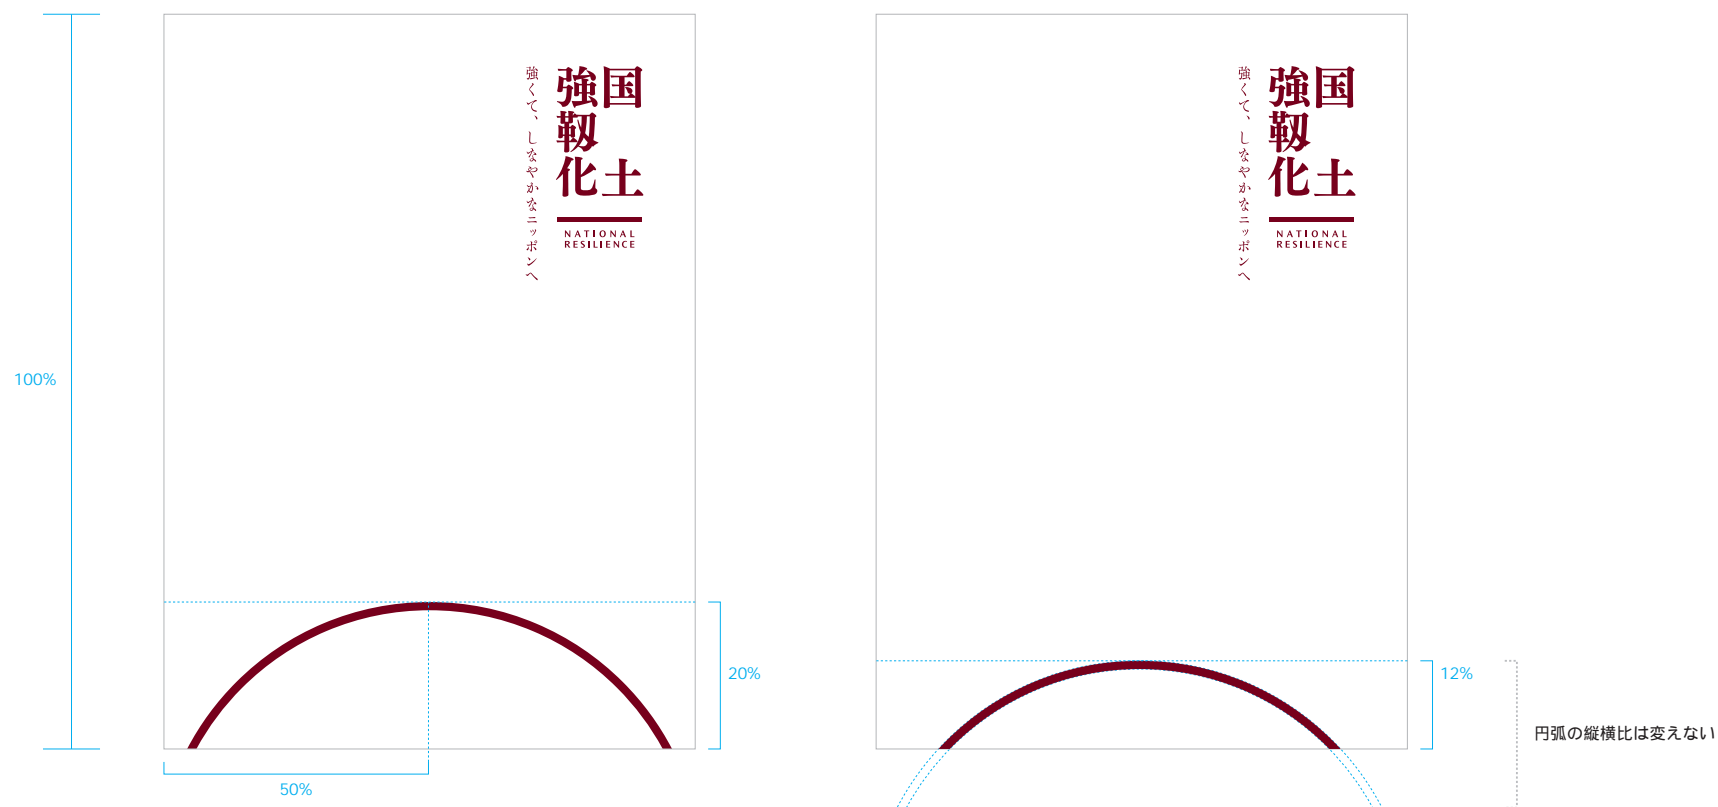 国土
強靱化
NATIONAL
RESILIENCE
強くて、しなやかなニッポンへ
100%
20%
50%
国土
強靱化
NATIONAL
RESILIENCE
強くて、しなやかなニッポンへ
12%
円弧の縦横比は変えない